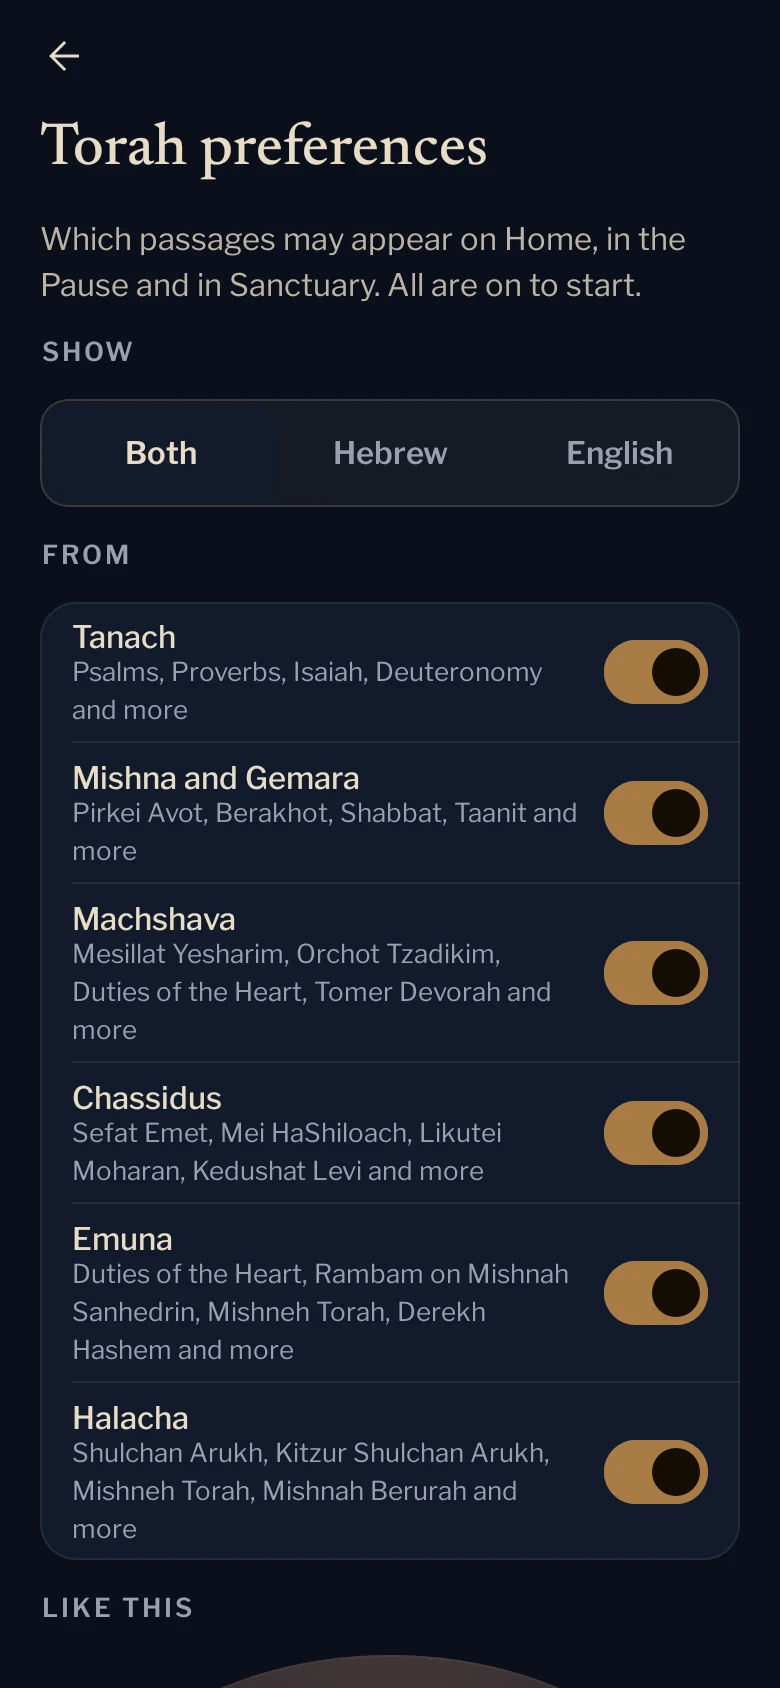 Torah preferences
Which passages may appear on Home, in the
Pause and in Sanctuary. All are on to start.
SHOW
Both Hebrew English
FROM
Tanach
Psalms, Proverbs, Isaiah, Deuteronomy
and more
Mishna and Gemara
Pirkei Avot, Berakhot, Shabbat, Taanit and
more
Machshava
Mesillat Yesharim, Orchot Tzadikim,
Duties of the Heart, Tomer Devorah and
more
Chassidus
Sefat Emet, Mei HaShiloach, Likutei
Moharan, Kedushat Levi and more
Emuna
Duties of the Heart, Rambam on Mishnah
Sanhedrin, Mishneh Torah, Derekh
Hashem and more
Halacha
Shulchan Arukh, Kitzur Shulchan Arukh,
Mishneh Torah, Mishnah Berurah and
more
LIKE THIS